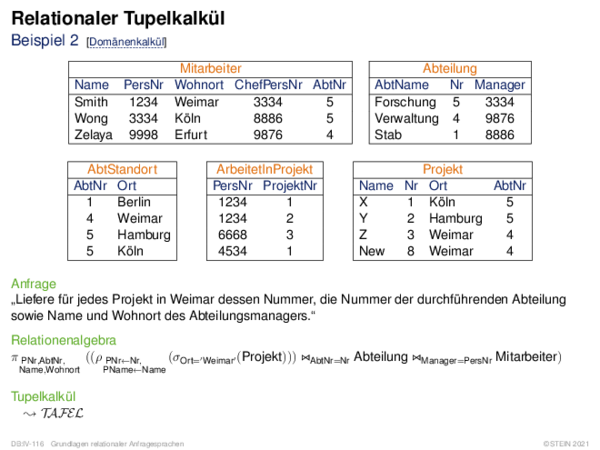 Relationaler Tupelkalkül
Beispiel 2 [Domänenkalkül]
Mitarbeiter
Name PersNr Wohnort ChefPersNr AbtNr
Smith 1234 Weimar 3334 5
Wong 3334 Köln 8886 5
Zelaya 9998 Erfurt 9876 4
Abteilung
AbtName Nr Manager
Forschung 5 3334
Verwaltung 4 9876
Stab 1 8886
AbtStandort
AbtNr Ort
1 Berlin
4 Weimar
5 Hamburg
5 Köln
ArbeitetInProjekt
PersNr ProjektNr
1234 1
1234 2
6668 3
4534 1
Projekt
Name Nr Ort AbtNr
X 1 Köln 5
Y 2 Hamburg 5
Z 3 Weimar 4
New 8 Weimar 4
Anfrage
„Liefere für jedes Projekt in Weimar dessen Nummer, die Nummer der durchführenden Abteilung
sowie Name und Wohnort des Abteilungsmanagers.“
Relationenalgebra
π PNr,AbtNr, Name,Wohnort ((ρ PNr←Nr, PName←Name (σOrt='Weimar'(Projekt))) ⋈AbtNr=Nr Abteilung ⋈Manager=PersNr Mitarbeiter)
Tupelkalkül
⇝ TAFEL
DB:IV-116 Grundlagen relationaler Anfragesprachen ©STEIN 2021